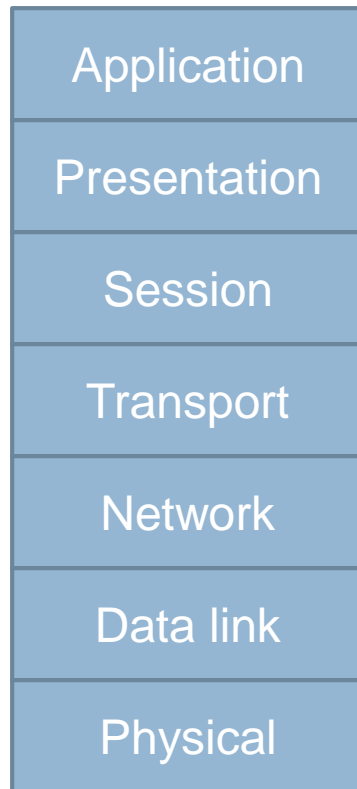 Application
Presentation
Session
Transport
Network
Data link
Physical